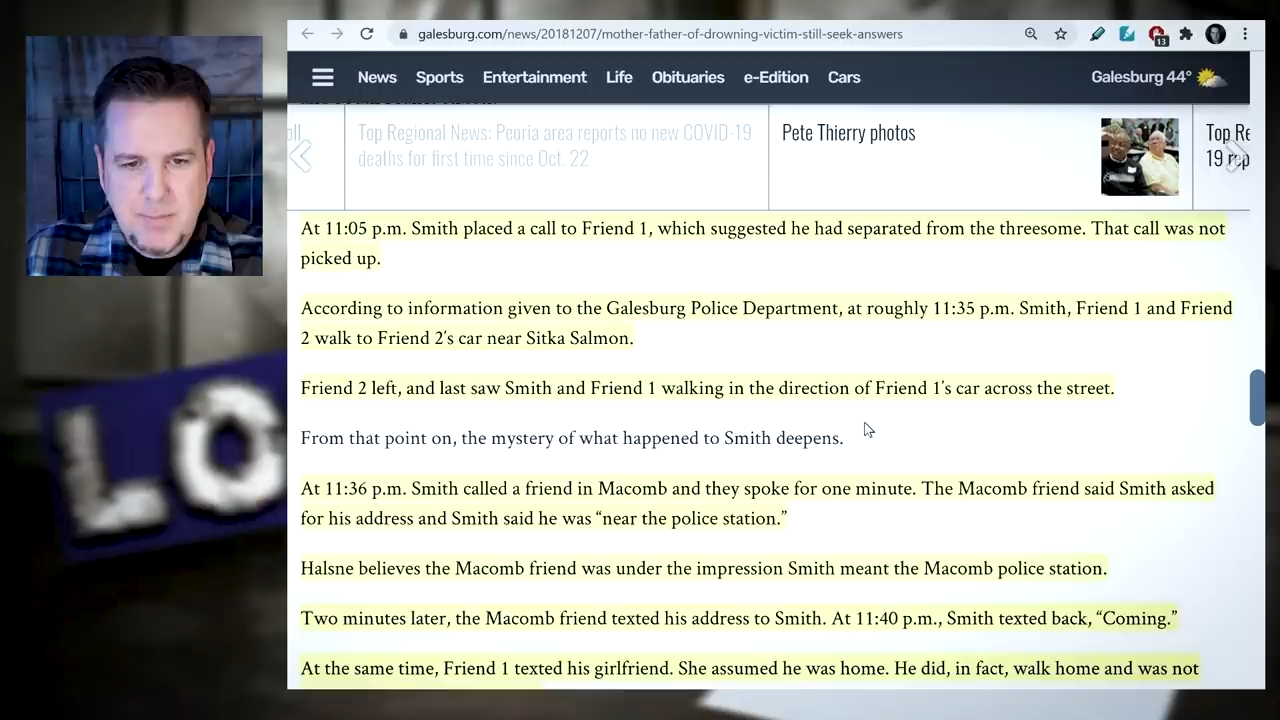 galesburg.com/news/20181207/mother-father-of-drowning-victim-still-seek-answers
13
News Sports Entertainment Life Obituaries e-Edition Cars
Galesburg 44°
oll
Top Regional News: Peoria area reports no new COVID-19
deaths for first time since Oct. 22
Pete Thierry photos
Top Re
19 rep
At 11:05 p.m. Smith placed a call to Friend 1, which suggested he had separated from the threesome. That call was not
picked up.
According to information given to the Galesburg Police Department, at roughly 11:35 p.m. Smith, Friend 1 and Friend
2 walk to Friend 2's car near Sitka Salmon.
Friend 2 left, and last saw Smith and Friend 1 walking in the direction of Friend 1's car across the street.
From that point on, the mystery of what happened to Smith deepens.
At 11:36 p.m. Smith called a friend in Macomb and they spoke for one minute. The Macomb friend said Smith asked
for his address and Smith said he was “near the police station.”
Halsne believes the Macomb friend was under the impression Smith meant the Macomb police station.
Two minutes later, the Macomb friend texted his address to Smith. At 11:40 p.m., Smith texted back, “Coming.”
At the same time, Friend 1 texted his girlfriend. She assumed he was home. He did, in fact, walk home and was not
LO